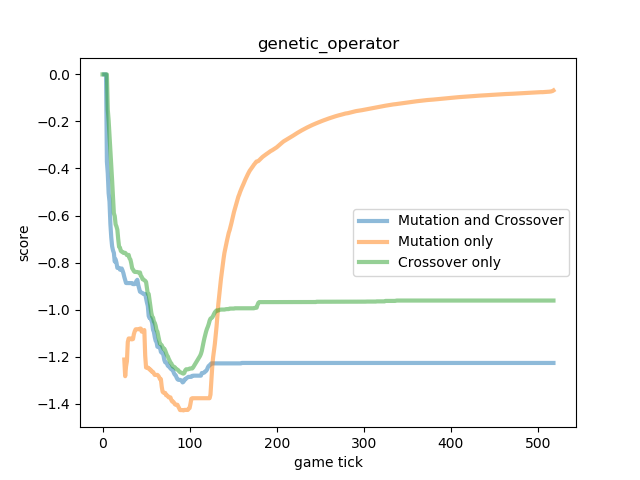 genetic_operator
0.0
−0.2
−0.4
−0.6
−0.8
−1.0
−1.2
−1.4
score
Mutation and Crossover
Mutation only
Crossover only
0 100 200 300 400 500
game tick